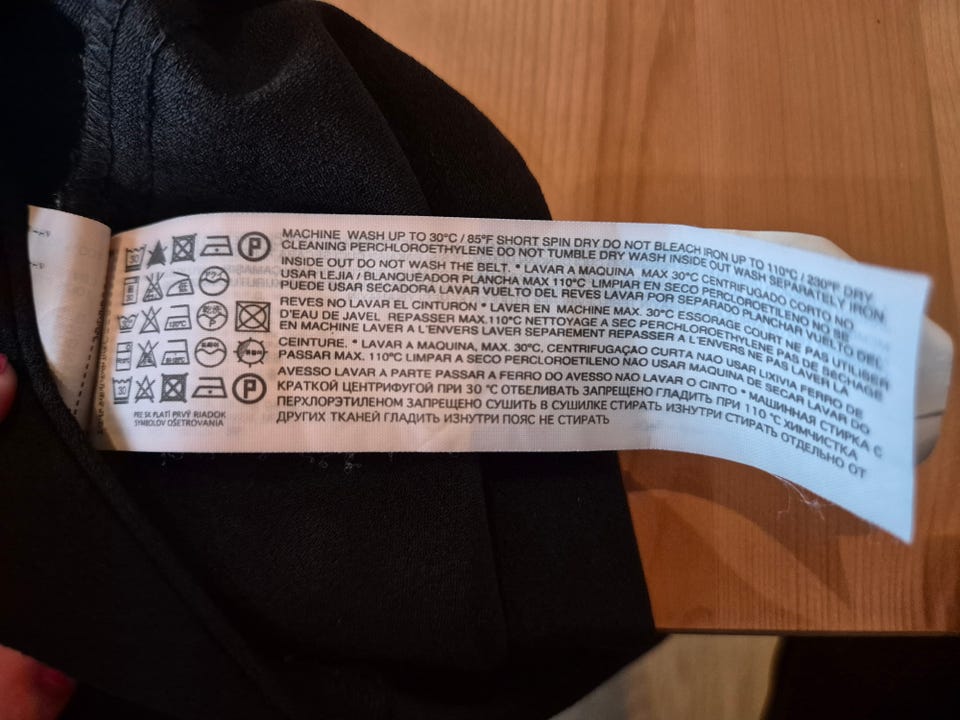 MACHINE WASH UP TO 30°C / 85°F SHORT SPIN DRY DO NOT BLEACH IRON UP TO 110°C / 230°F DRY
CLEANING PERCHLOROETHYLENE DO NOT TUMBLE DRY WASH INSIDE OUT WASH SEPARATELY IRON
INSIDE OUT DO NOT WASH THE BELT. * LAVAR A MAQUINA MAX 30°C CENTRIFUGADO CORTO NO
USAR LEJIA / BLANQUEADOR PLANCHA MAX 110°C LIMPIAR EN SECO PERCLOROETILENO NO SE
PUEDE USAR SECADORA LAVAR VUELTO DEL REVES LAVAR POR SEPARADO PLANCHAR VUELTO DEL
REVES NO LAVAR EL CINTURON * LAVER EN MACHINE MAX. 30°C ESSORAGE COURT NE PAS UTILISER
D'EAU DE JAVEL REPASSER MAX.110°C NETTOYAGE A SEC PERCHLOROETHYLENE PAS DE SECHAGE
EN MACHINE LAVER A L'ENVERS LAVER SEPAREMENT REPASSER A L'ENVERS NE PAS LAVER LA
CEINTURE. * LAVAR A MAQUINA, MAX. 30°C, CENTRIFUGAÇAO CURTA NAO USAR LIXIVIA FERRO DE
PASSAR MAX. 110°C LIMPAR A SECO PERCLOROETILENO NAO USAR MAQUINA DE SECAR LAVAR DO
AVESSO LAVAR A PARTE PASSAR A FERRO DO AVESSO NAO LAVAR O CINTO * МАШИННАЯ СТИРКА С
КРАТКОЙ ЦЕНТРИФУГОЙ ПРИ 30 °C ОТБЕЛИВАТЬ ЗАПРЕЩЕНО ГЛАДИТЬ ПРИ 110 °C ХИМЧИСТКА
ПЕРХЛОРЭТИЛЕНОМ ЗАПРЕЩЕНО СУШИТЬ В СУШИЛКЕ СТИРАТЬ ИЗНУТРИ СТИРАТЬ ОТДЕЛЬНО ОТ
ДРУГИХ ТКАНЕЙ ГЛАДИТЬ ИЗНУТРИ ПОЯС НЕ СТИРАТЬ
30 P
30
30 110°C
30
30 P
PRE SK PLATÍ PRVÝ RIADOK
SYMBOLOV OŠETROVANIA